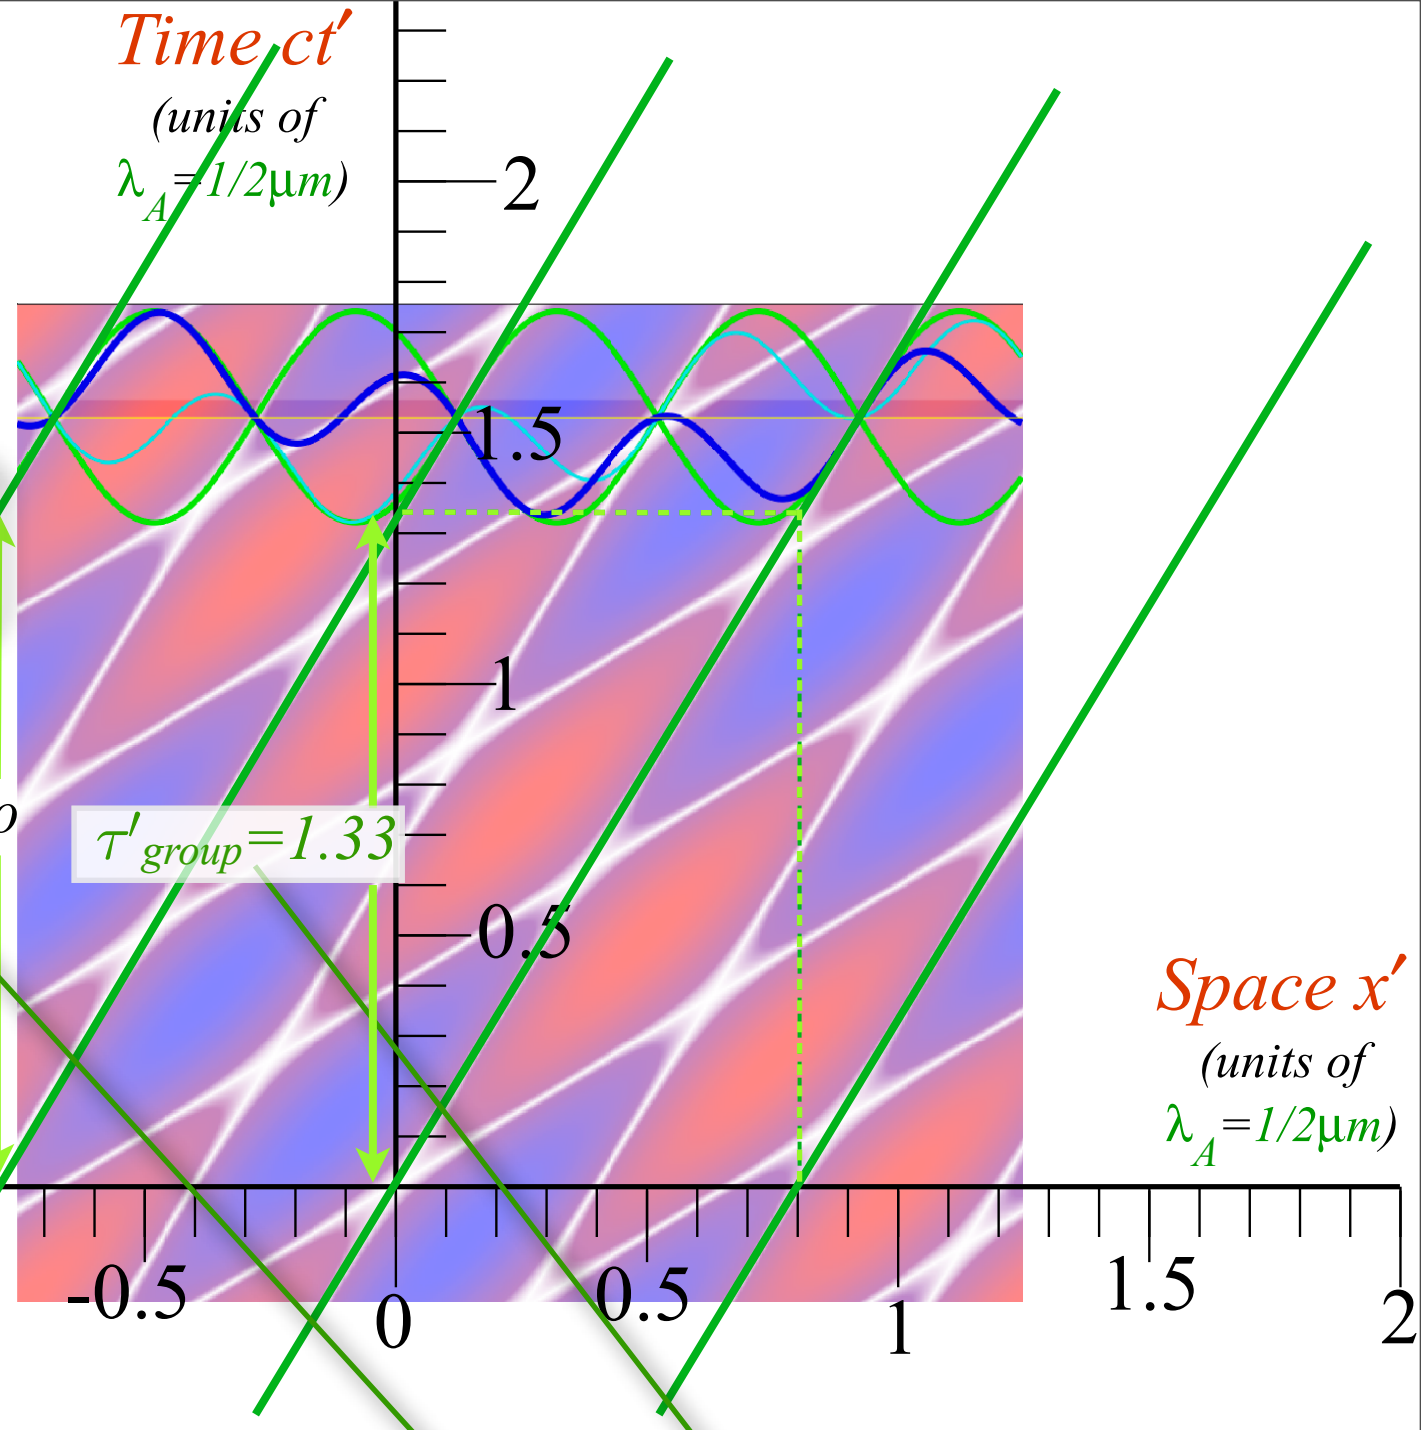 Time ct′
(units of
λA=1/2μm)
2
1.5
1
τ′group=1.33
0.5
Space x′
(units of
λA=1/2μm)
-0.5
0
0.5
1
1.5
2